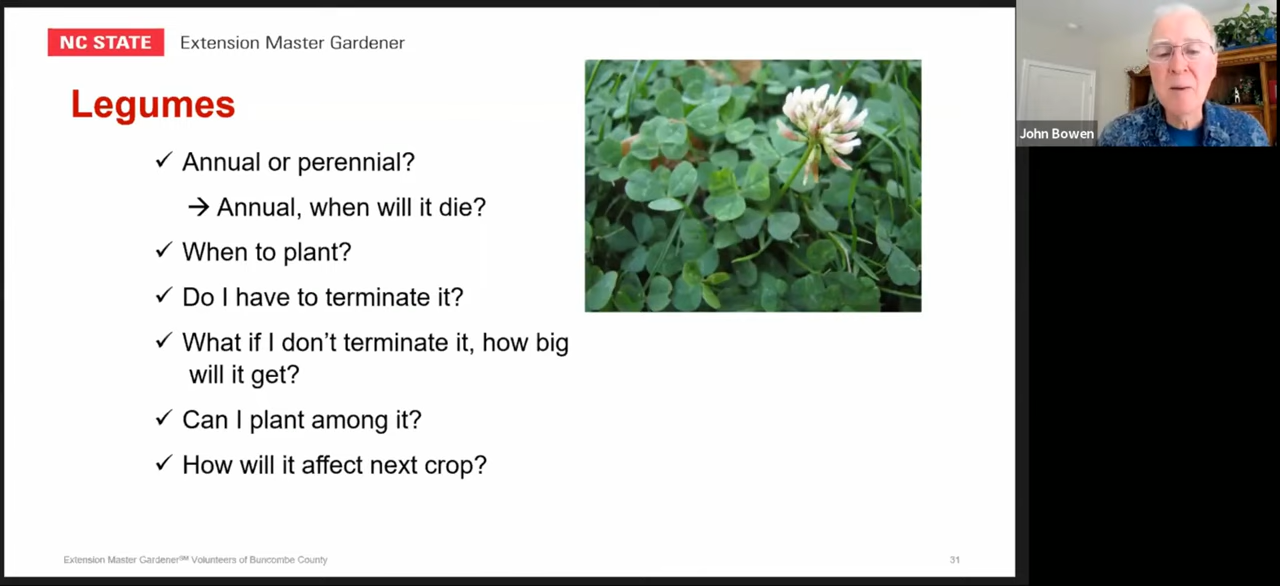 NC STATE Extension Master Gardener
Legumes
✓ Annual or perennial?
→ Annual, when will it die?
✓ When to plant?
✓ Do I have to terminate it?
✓ What if I don’t terminate it, how big
will it get?
✓ Can I plant among it?
✓ How will it affect next crop?
Extension Master Gardener℠ Volunteers of Buncombe County
31
John Bowen